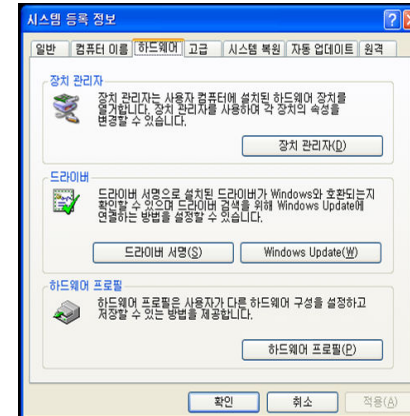 시스템 등록 정보
일반 컴퓨터 이름 하드웨어 고급 시스템 복원 자동 업데이트 원격
장치 관리자
장치 관리자는 사용자 컴퓨터에 설치된 하드웨어 장치를
열거합니다. 장치 관리자를 사용하여 각 장치의 속성을
변경할 수 있습니다.
장치 관리자(D)
드라이버
드라이버 서명으로 설치된 드라이버가 Windows와 호환되는지
확인할 수 있으며 드라이버 검색을 위해 Windows Update에
연결하는 방법을 설정할 수 있습니다.
드라이버 서명(S) Windows Update(W)
하드웨어 프로필
하드웨어 프로필은 사용자가 다른 하드웨어 구성을 설정하고
저장할 수 있는 방법을 제공합니다.
하드웨어 프로필(P)
확인 취소 적용(A)